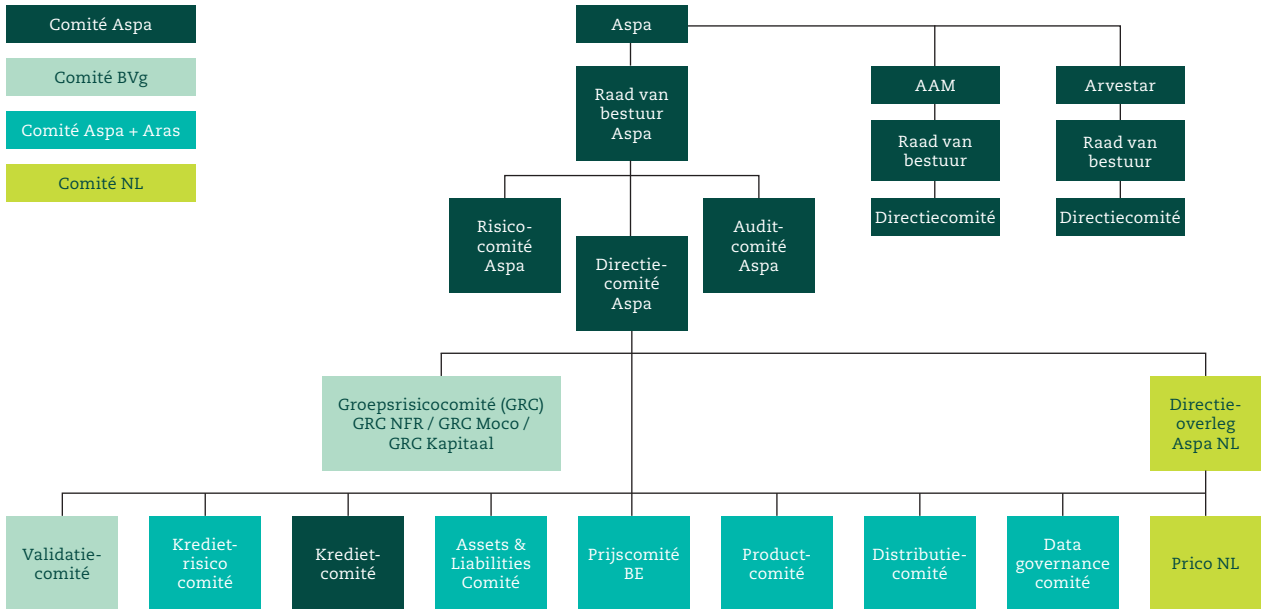 Comité Aspa
Comité BVg
Comité Aspa + Aras
Comité NL
Aspa
Raad van
bestuur
Aspa
AAM
Raad van
bestuur
Directiecomité
Arvestar
Raad van
bestuur
Directiecomité
Risico-
comité
Aspa
Directie-
comité
Aspa
Audit-
comité
Aspa
Groepsrisicocomité (GRC)
GRC NFR / GRC Moco /
GRC Kapitaal
Directie-
overleg
Aspa NL
Validatie-
comité
Krediet-
risico
comité
Krediet-
comité
Assets &
Liabilities
Comité
Prijscomité
BE
Product-
comité
Distributie-
comité
Data
governance
comité
Prico NL